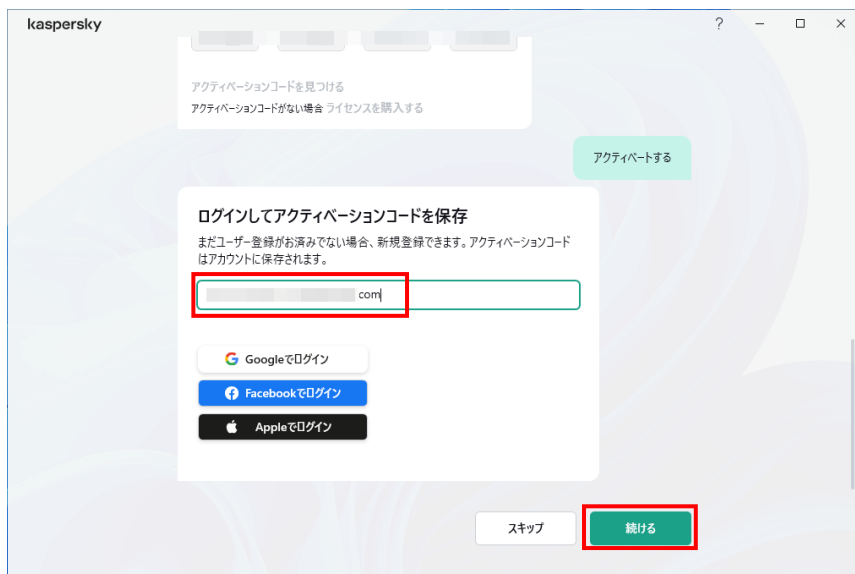 kaspersky
アクティベーションコードを見つける
アクティベーションコードがない場合 ライセンスを購入する
アクティベートする
ログインしてアクティベーションコードを保存
まだユーザー登録がお済みでない場合、新規登録できます。アクティベーションコード
はアカウントに保存されます。
com
Googleでログイン
Facebookでログイン
Appleでログイン
スキップ
続ける